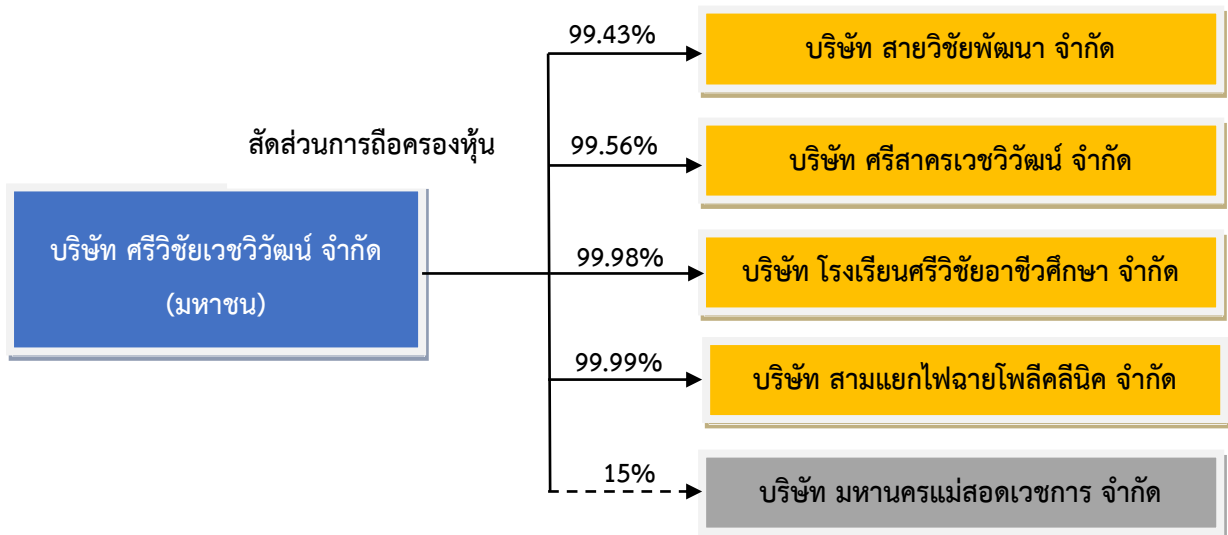 99.43%
บริษัท สายวิชัยพัฒนา จำกัด
สัดส่วนการถือครองหุ้น
99.56%
บริษัท ศรีสาครเวชวิวัฒน์ จำกัด
บริษัท ศรีวิชัยเวชวิวัฒน์ จำกัด
(มหาชน)
99.98%
บริษัท โรงเรียนศรีวิชัยอาชีวศึกษา จำกัด
99.99%
บริษัท สามแยกไฟฉายโพลีคลีนิค จำกัด
15%
บริษัท มหานครแม่สอดเวชการ จำกัด